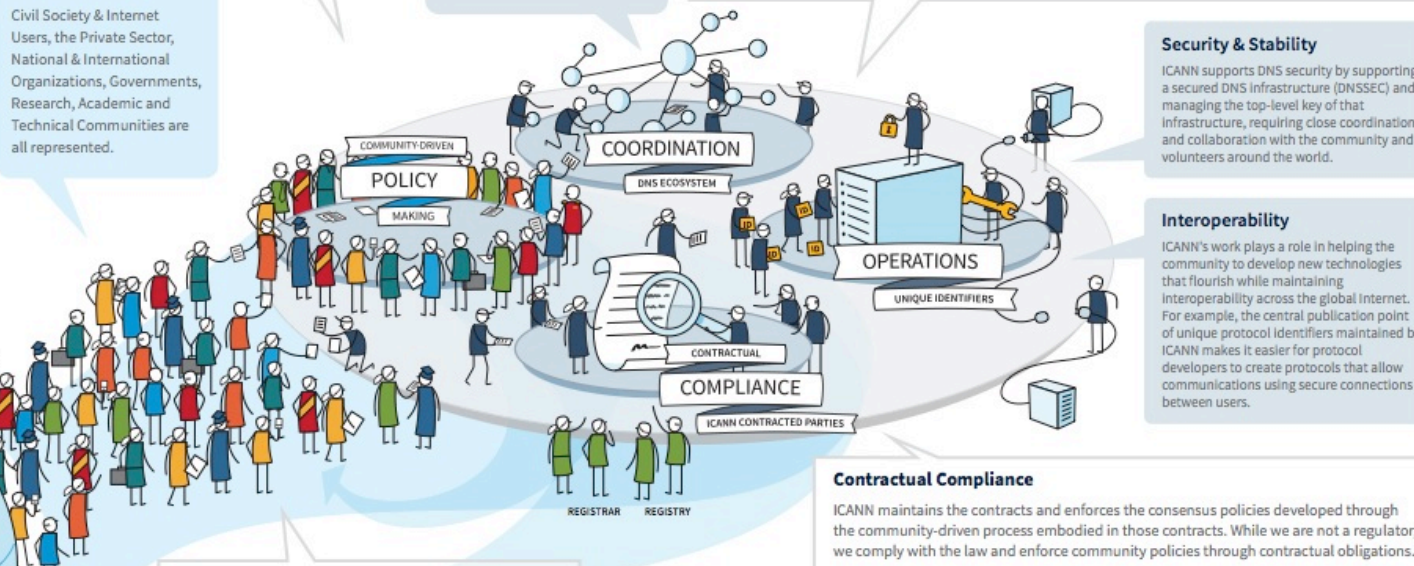 Civil Society & Internet
Users, the Private Sector,
National & International
Organizations, Governments,
Research, Academic and
Technical Communities are
all represented.
COMMUNITY-DRIVEN
POLICY
MAKING
COORDINATION
DNS ECOSYSTEM
ID
ID
ID
ID
OPERATIONS
UNIQUE IDENTIFIERS
CONTRACTUAL
COMPLIANCE
ICANN CONTRACTED PARTIES
REGISTRAR
REGISTRY
Security & Stability
ICANN supports DNS security by supporting
a secured DNS infrastructure (DNSSEC) and
managing the top-level key of that
infrastructure, requiring close coordination
and collaboration with the community and
volunteers around the world.
Interoperability
ICANN's work plays a role in helping the
community to develop new technologies
that flourish while maintaining
interoperability across the global Internet.
For example, the central publication point
of unique protocol identifiers maintained b
ICANN makes it easier for protocol
developers to create protocols that allow
communications using secure connections
between users.
Contractual Compliance
ICANN maintains the contracts and enforces the consensus policies developed through
the community-driven process embodied in those contracts. While we are not a regulator
we comply with the law and enforce community policies through contractual obligations.